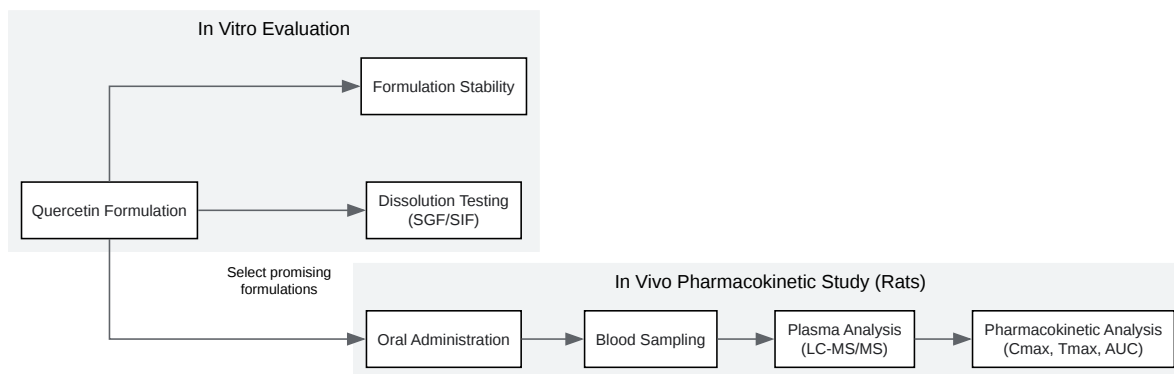 In Vitro Evaluation
Formulation Stability
Quercetin Formulation
Dissolution Testing
(SGF/SIF)
Select promising
formulations
In Vivo Pharmacokinetic Study (Rats)
Oral Administration
Blood Sampling
Plasma Analysis
(LC-MS/MS)
Pharmacokinetic Analysis
(Cmax, Tmax, AUC)